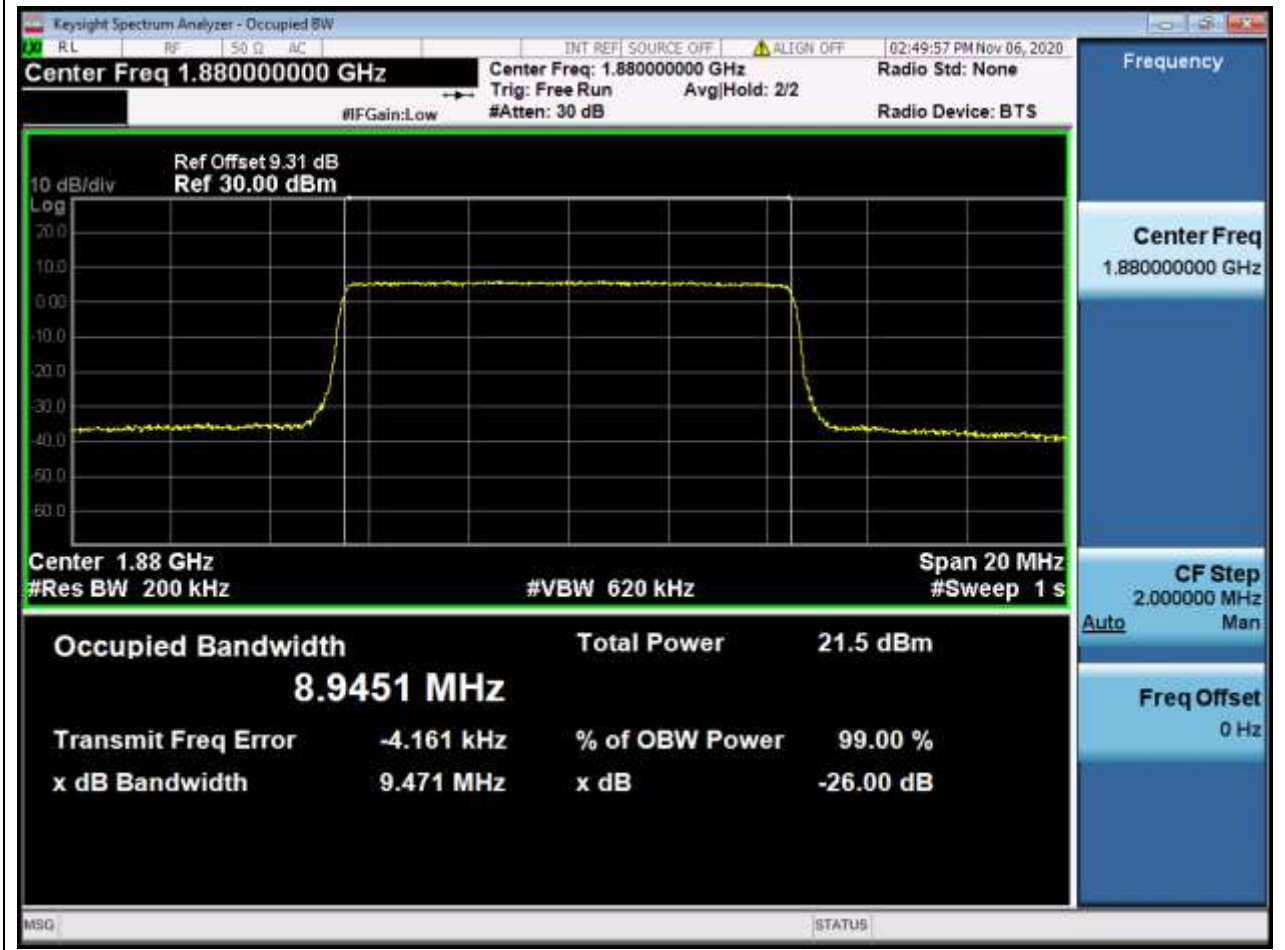 Keysight Spectrum Analyzer - Occupied BW
LXI RL RF 50 Ω AC INT REF SOURCE OFF ALIGN OFF 02:49:57 PM Nov 06, 2020
Center Freq 1.880000000 GHz
Center Freq: 1.880000000 GHz
Radio Std: None
Trig: Free Run Avg|Hold: 2/2
#IFGain:Low
#Atten: 30 dB
Radio Device: BTS
Ref Offset 9.31 dB
10 dB/div Ref 30.00 dBm
Log
20.0
10.0
0.00
-10.0
-20.0
-30.0
-40.0
-50.0
-60.0
Center 1.88 GHz Span 20 MHz
#Res BW 200 kHz #VBW 620 kHz #Sweep 1 s
Occupied Bandwidth Total Power 21.5 dBm
8.9451 MHz
Transmit Freq Error -4.161 kHz % of OBW Power 99.00 %
x dB Bandwidth 9.471 MHz x dB -26.00 dB
MSG STATUS
Frequency
Center Freq
1.880000000 GHz
CF Step
2.000000 MHz
Auto Man
Freq Offset
0 Hz